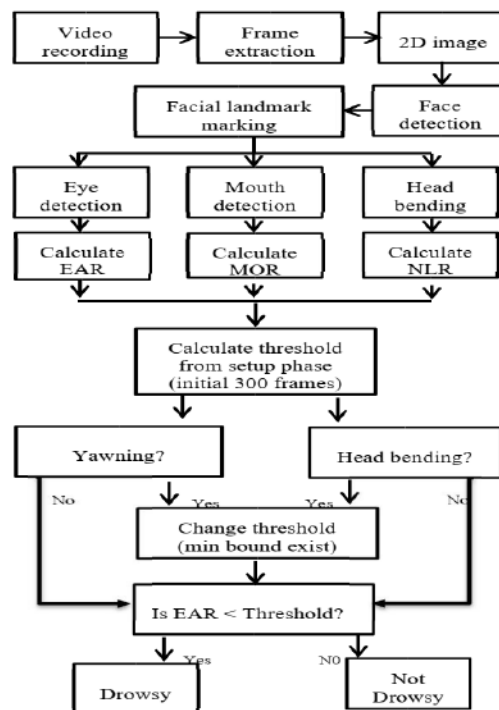 Video
recording
Frame
extraction
2D image
Facial landmark
marking
Face
detection
Eye
detection
Mouth
detection
Head
bending
Calculate
EAR
Calculate
MOR
Calculate
NLR
Calculate threshold
from setup phase
(initial 300 frames)
Yawning?
Head bending?
No
Yes
Yes
No
Change threshold
(min bound exist)
Is EAR < Threshold?
Yes
N0
Drowsy
Not
Drowsy